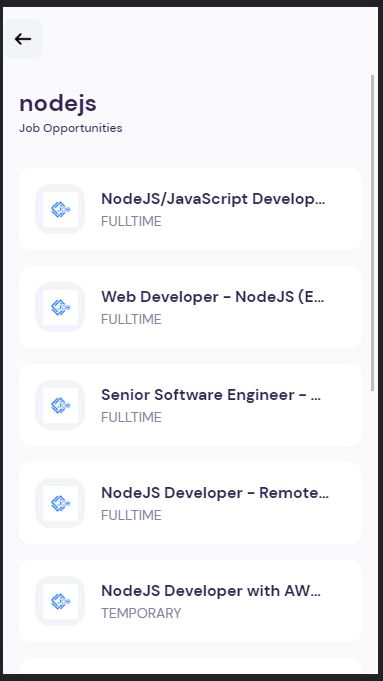 nodejs
Job Opportunities
NodeJS/JavaScript Develop...
FULLTIME
Web Developer - NodeJS (E...
FULLTIME
Senior Software Engineer - ...
FULLTIME
NodeJS Developer - Remote...
FULLTIME
NodeJS Developer with AW...
TEMPORARY